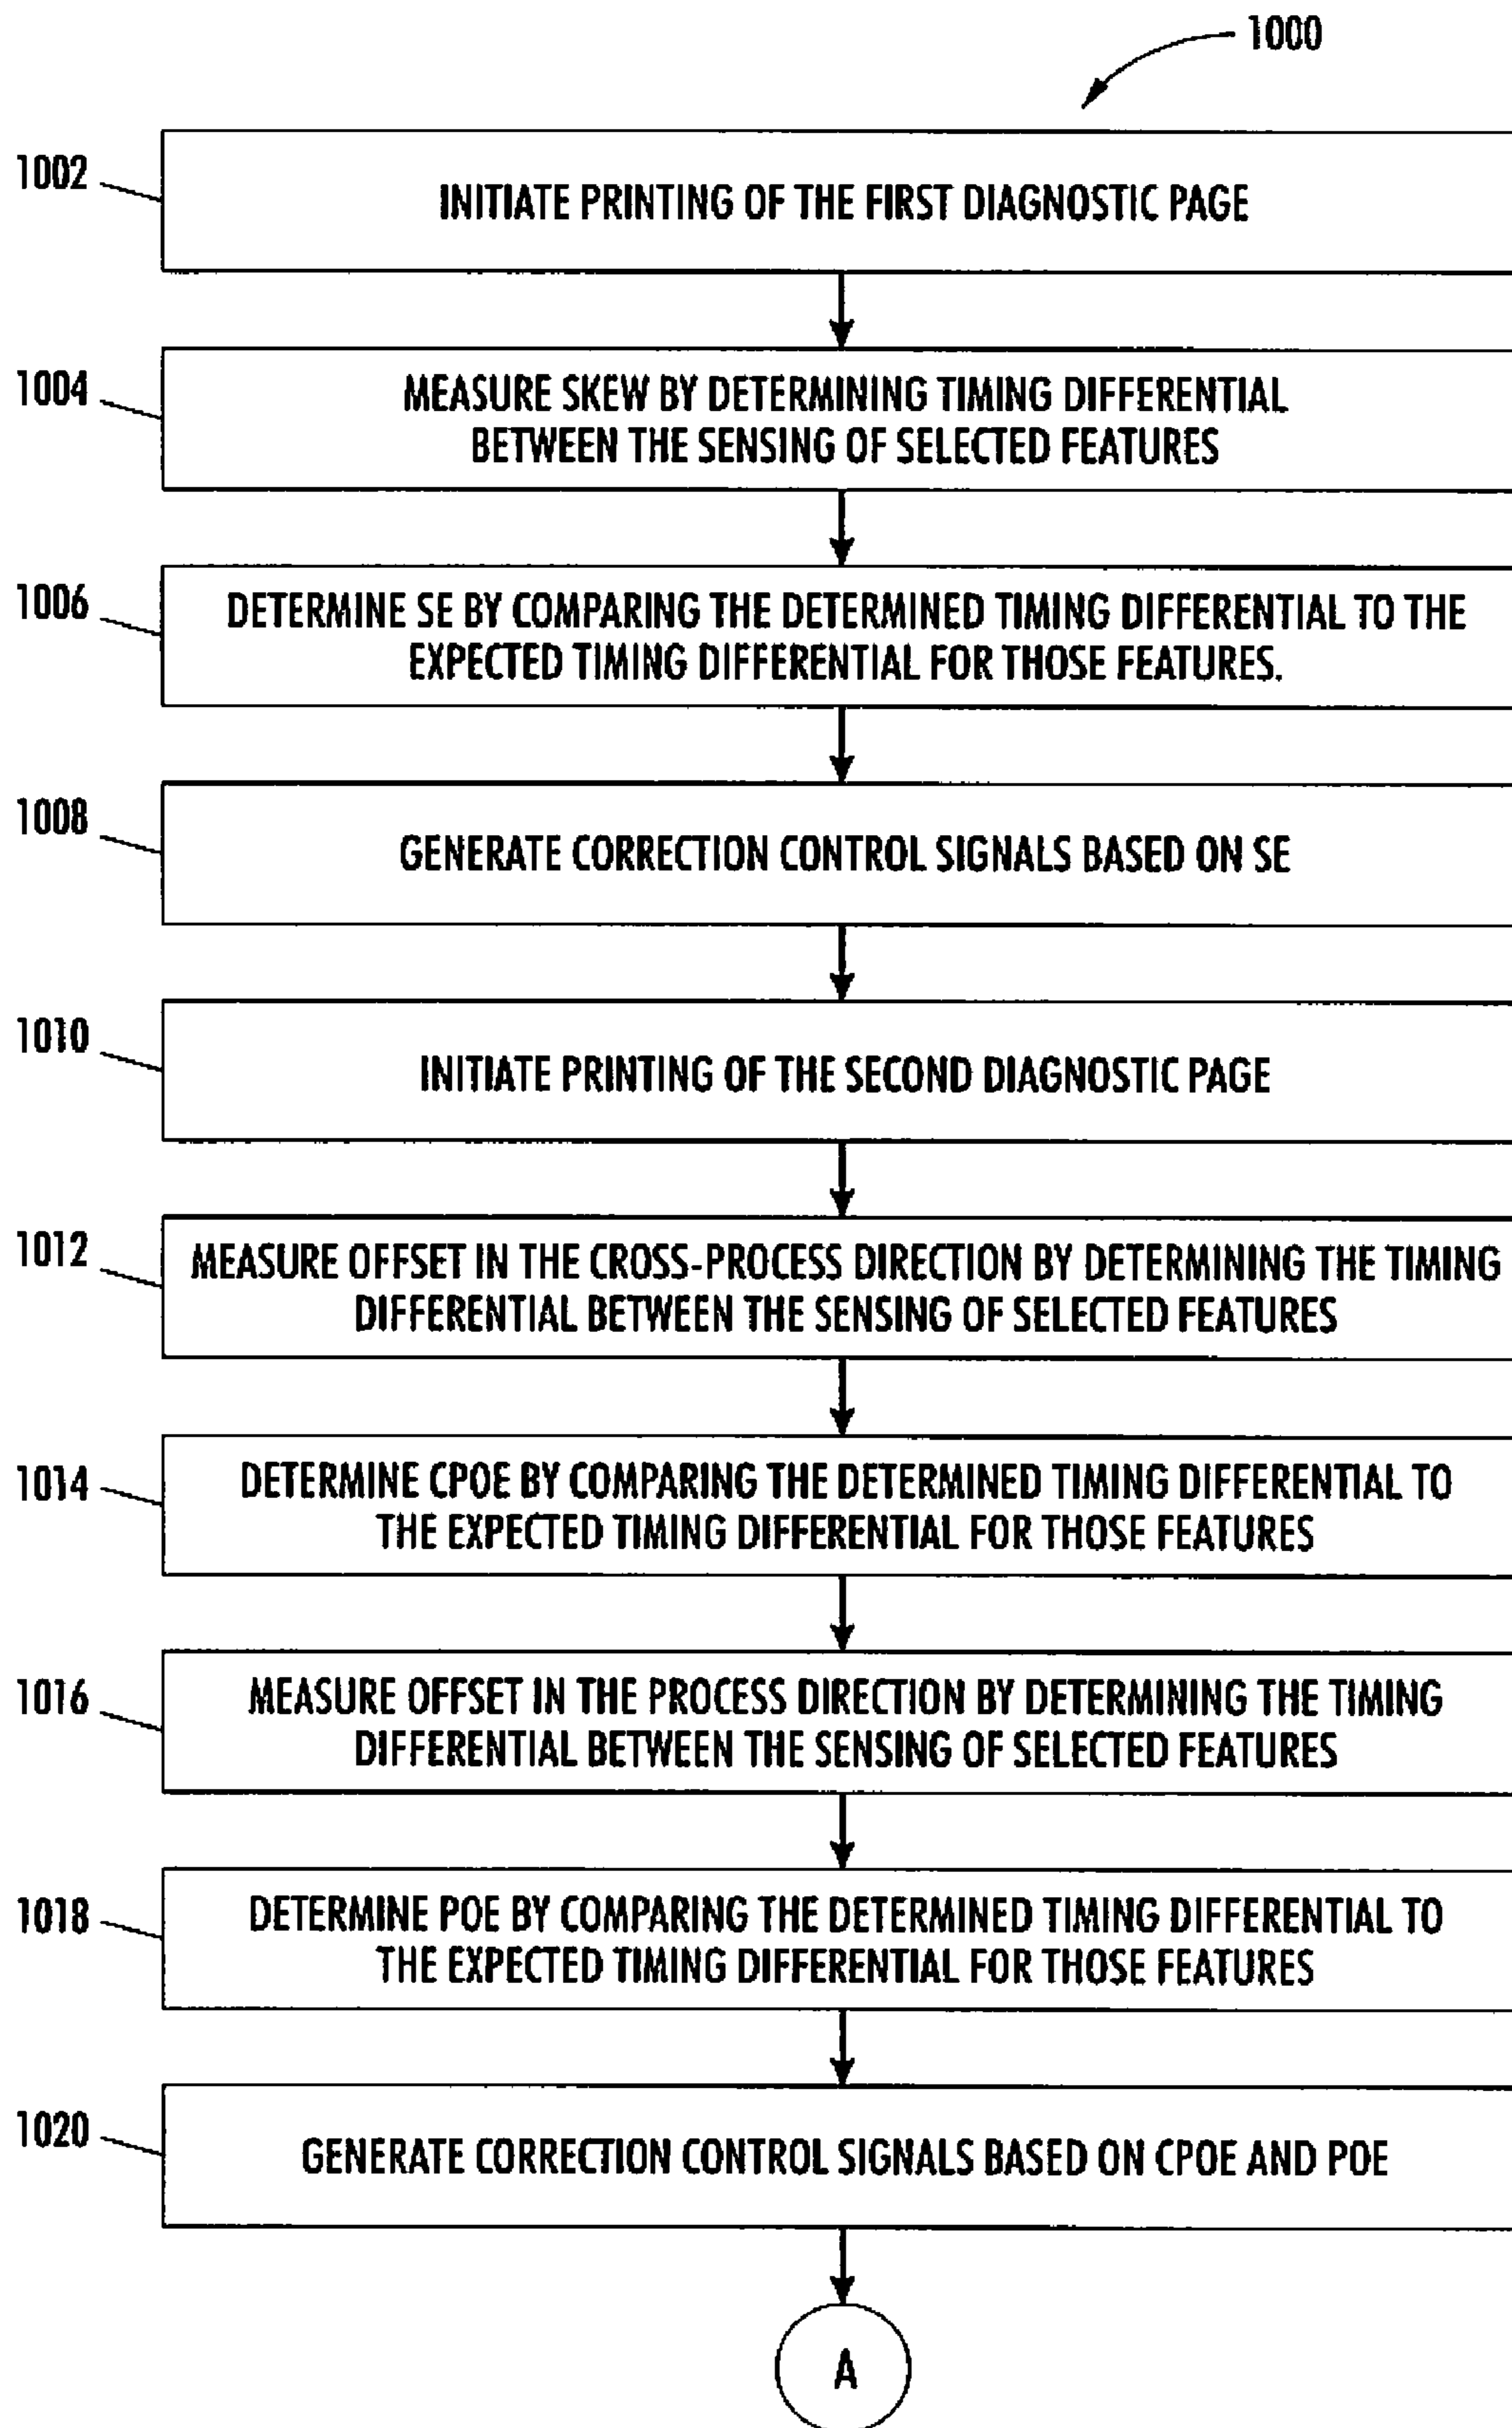 1000
1002
INITIATE PRINTING OF THE FIRST DIAGNOSTIC PAGE
1004
MEASURE SKEW BY DETERMINING TIMING DIFFERENTIAL
BETWEEN THE SENSING OF SELECTED FEATURES
1006
DETERMINE SE BY COMPARING THE DETERMINED TIMING DIFFERENTIAL TO THE
EXPECTED TIMING DIFFERENTIAL FOR THOSE FEATURES.
1008
GENERATE CORRECTION CONTROL SIGNALS BASED ON SE
1010
INITIATE PRINTING OF THE SECOND DIAGNOSTIC PAGE
1012
MEASURE OFFSET IN THE CROSS-PROCESS DIRECTION BY DETERMINING THE TIMING
DIFFERENTIAL BETWEEN THE SENSING OF SELECTED FEATURES
1014
DETERMINE CPOE BY COMPARING THE DETERMINED TIMING DIFFERENTIAL TO
THE EXPECTED TIMING DIFFERENTIAL FOR THOSE FEATURES
1016
MEASURE OFFSET IN THE PROCESS DIRECTION BY DETERMINING THE TIMING
DIFFERENTIAL BETWEEN THE SENSING OF SELECTED FEATURES
1018
DETERMINE POE BY COMPARING THE DETERMINED TIMING DIFFERENTIAL TO
THE EXPECTED TIMING DIFFERENTIAL FOR THOSE FEATURES
1020
GENERATE CORRECTION CONTROL SIGNALS BASED ON CPOE AND POE
A